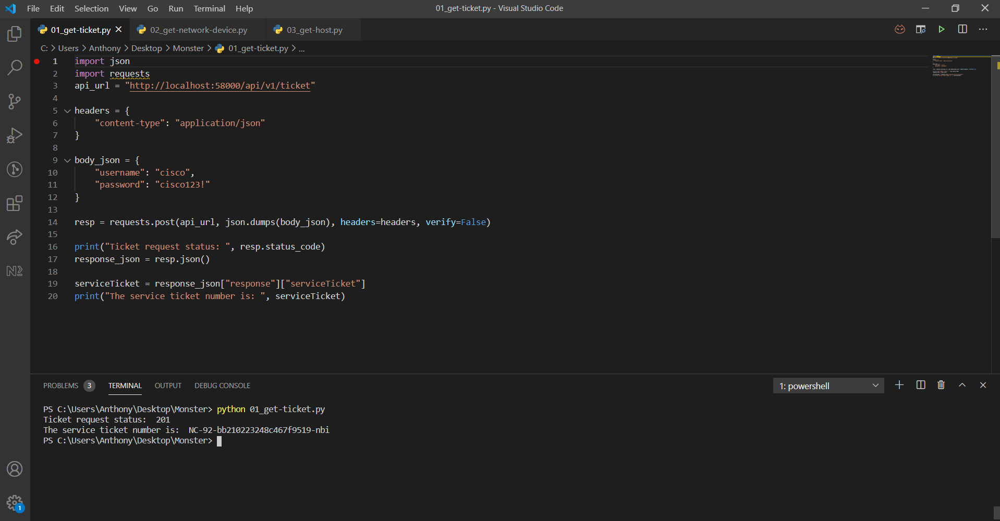 File Edit Selection View Go Run Terminal Help 01_get-ticket.py - Visual Studio Code
01_get-ticket.py 02_get-network-device.py 03_get-host.py
C: > Users > Anthony > Desktop > Monster > 01_get-ticket.py > ...
1 import json
2 import requests
3 api_url = "http://localhost:58000/api/v1/ticket"
4
5 headers = {
6 "content-type": "application/json"
7 }
8
9 body_json = {
10 "username": "cisco",
11 "password": "cisco123!"
12 }
13
14 resp = requests.post(api_url, json.dumps(body_json), headers=headers, verify=False)
15
16 print("Ticket request status: ", resp.status_code)
17 response_json = resp.json()
18
19 serviceTicket = response_json["response"]["serviceTicket"]
20 print("The service ticket number is: ", serviceTicket)
PROBLEMS 3 TERMINAL OUTPUT DEBUG CONSOLE 1: powershell
PS C:\Users\Anthony\Desktop\Monster> python 01_get-ticket.py
Ticket request status:  201
The service ticket number is:  NC-92-bb210223248c467f9519-nbi
PS C:\Users\Anthony\Desktop\Monster>
1